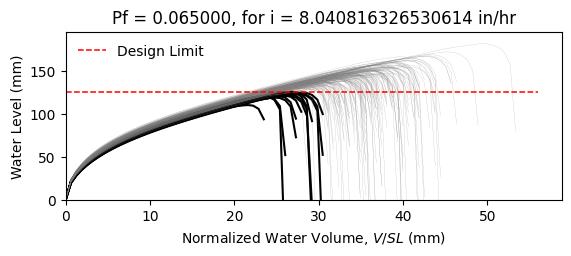 Pf = 0.065000, for i = 8.040816326530614 in/hr
Design Limit
Water Level (mm)
150
100
50
0
0 10 20 30 40 50
Normalized Water Volume, V/SL (mm)